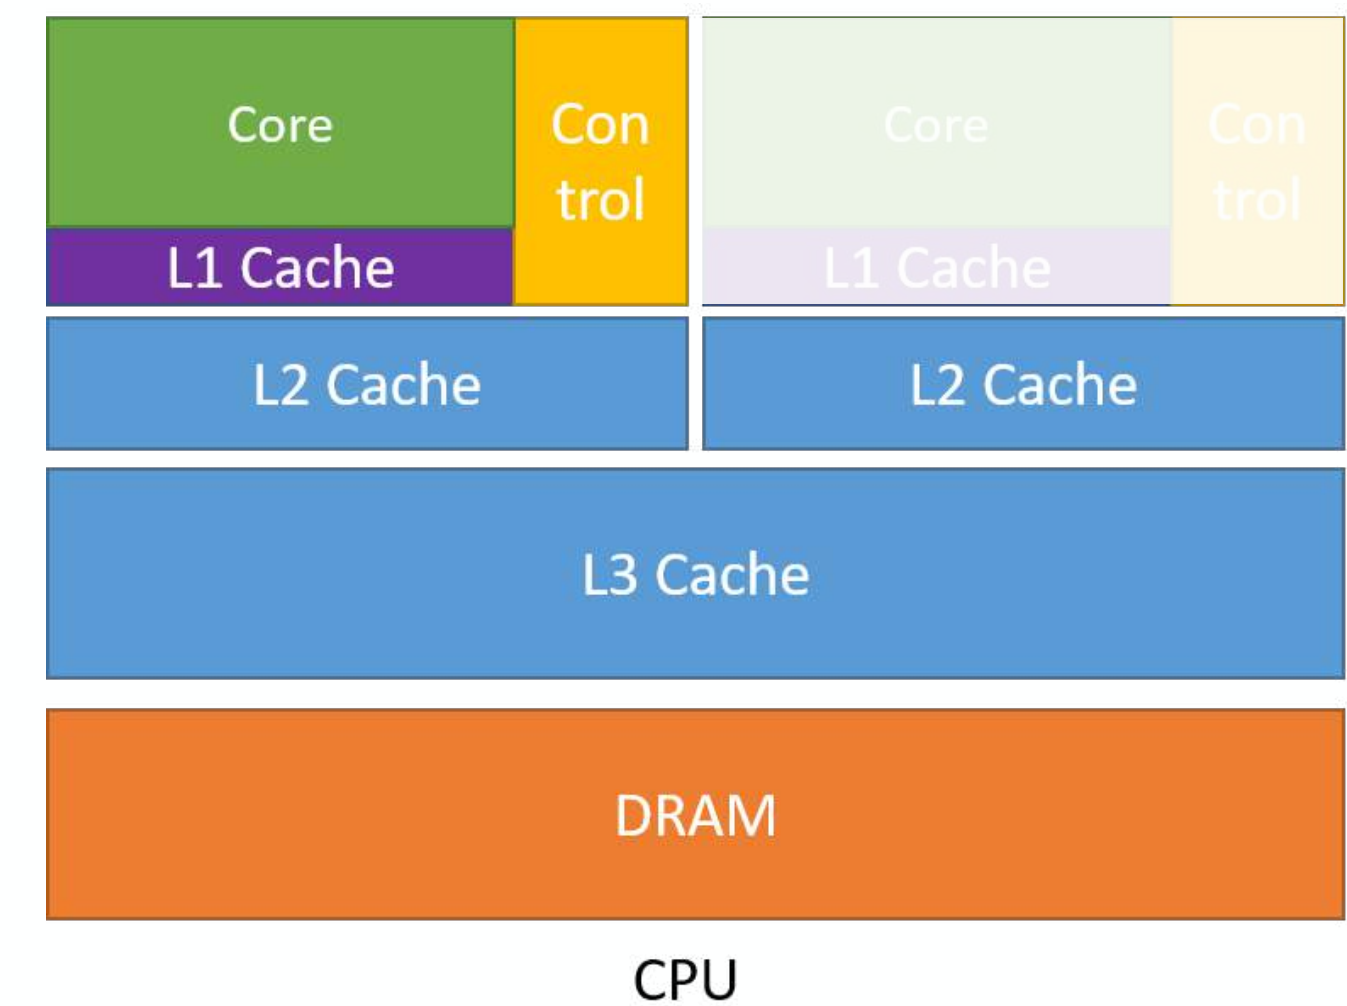 Core
Con
trol
L1 Cache
Core
Con
trol
L1 Cache
L2 Cache
L2 Cache
L3 Cache
DRAM
CPU